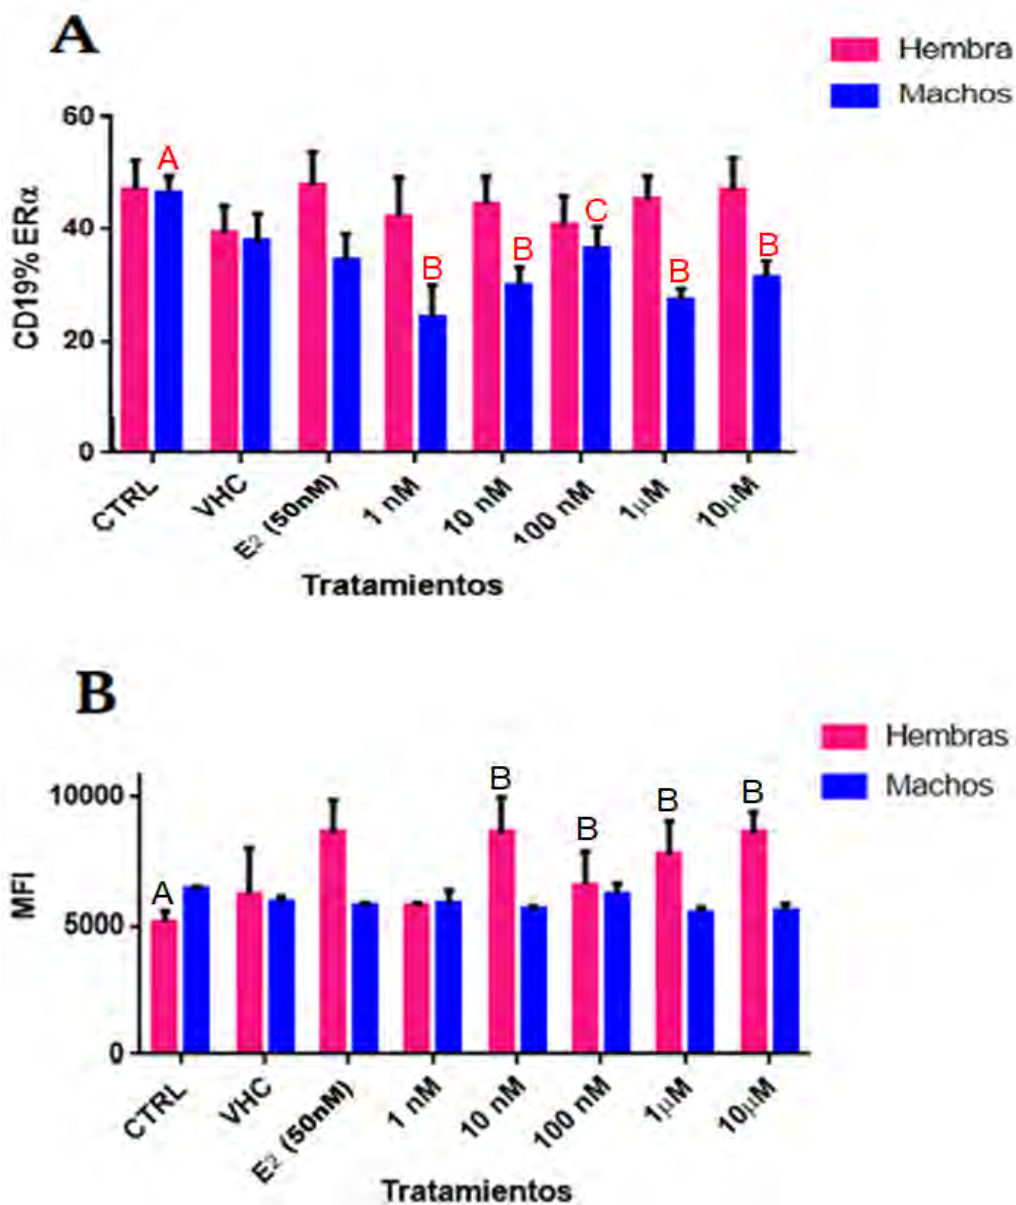 A
Hembra
Machos
60
40
20
0
CD19% ERα
A
B
B
C
B
B
CTRL
VHC
E2 (50nM)
1 nM
10 nM
100 nM
1μM
10μM
Tratamientos
B
Hembras
Machos
10000
5000
0
MFI
A
B
B
B
B
CTRL
VHC
E2 (50nM)
1 nM
10 nM
100 nM
1μM
10μM
Tratamientos